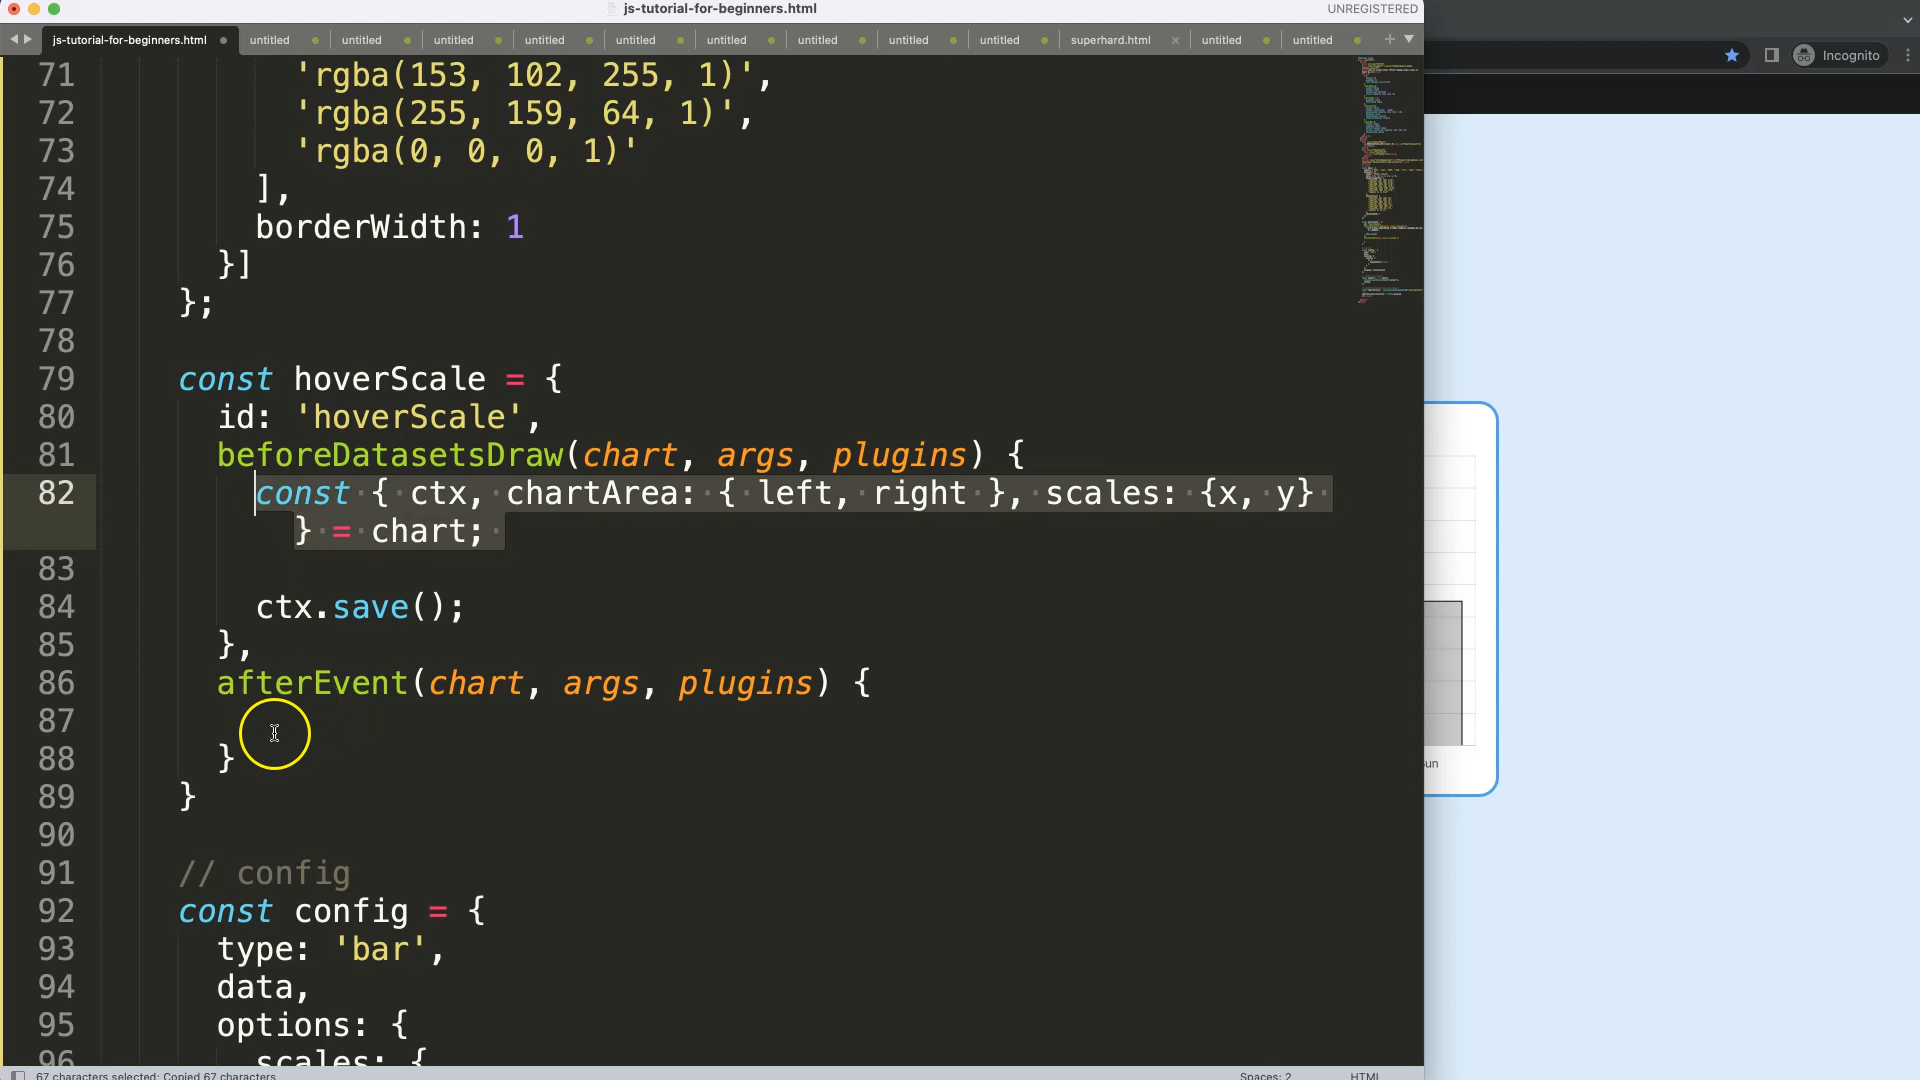 js-tutorial-for-beginners.html
UNREGISTERED
js-tutorial-for-beginners.html untitled untitled untitled untitled untitled untitled untitled untitled untitled superhard.html untitled untitled
Incognito
71 'rgba(153, 102, 255, 1)',
72 'rgba(255, 159, 64, 1)',
73 'rgba(0, 0, 0, 1)'
74 ],
75 borderWidth: 1
76 }]
77 };
78
79 const hoverScale = {
80 id: 'hoverScale',
81 beforeDatasetsDraw(chart, args, plugins) {
82 const { ctx, chartArea: { left, right }, scales: {x, y}
} = chart;
83
84 ctx.save();
85 },
86 afterEvent(chart, args, plugins) {
87
88 }
89 }
90
91 // config
92 const config = {
93 type: 'bar',
94 data,
95 options: {
96 scales: {
un
67 characters selected; Copied 67 characters
Spaces: 2
HTML